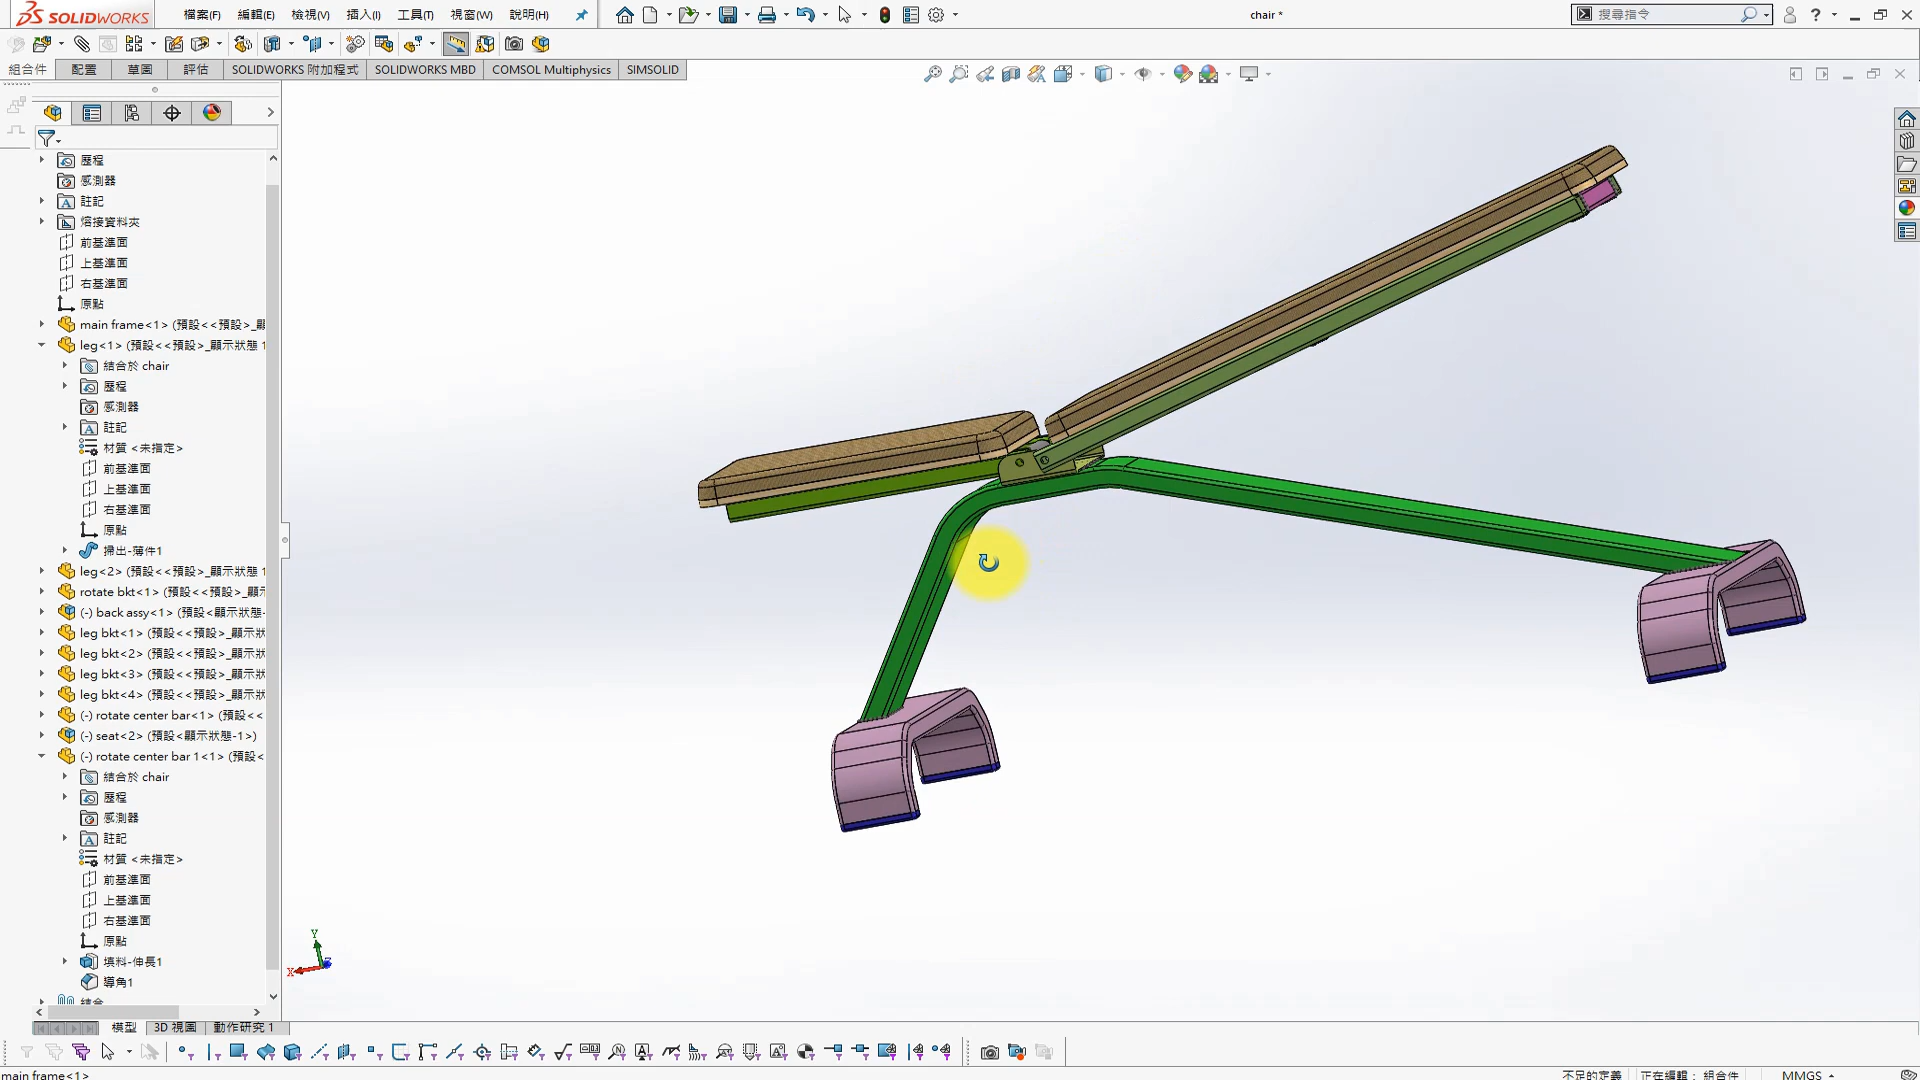 SOLIDWORKS
檔案(F) 編輯(E) 檢視(V) 插入(I) 工具(T) 視窗(W) 說明(H)
chair *
搜尋指令
組合件 配置 草圖 評估 SOLIDWORKS 附加程式 SOLIDWORKS MBD COMSOL Multiphysics SIMSOLID
歷程
感測器
註記
熔接資料夾
前基準面
上基準面
右基準面
原點
main frame<1> (預設<<預設>_顯
leg<1> (預設<<預設>_顯示狀態 1
結合於 chair
歷程
感測器
註記
材質 <未指定>
前基準面
上基準面
右基準面
原點
掃出-薄件1
leg<2> (預設<<預設>_顯示狀態 1
rotate bkt<1> (預設<<預設>_顯示
(-) back assy<1> (預設<顯示狀態-
leg bkt<1> (預設<<預設>_顯示狀
leg bkt<2> (預設<<預設>_顯示狀
leg bkt<3> (預設<<預設>_顯示狀
leg bkt<4> (預設<<預設>_顯示狀
(-) rotate center bar<1> (預設<<
(-) seat<2> (預設<顯示狀態-1>)
(-) rotate center bar 1<1> (預設<
結合於 chair
歷程
感測器
註記
材質 <未指定>
前基準面
上基準面
右基準面
原點
填料-伸長1
導角1
結合
Y
X
Z
模型 3D 視圖 動作研究 1
main frame<1>
不足的定義 正在編輯: 組合件 MMGS